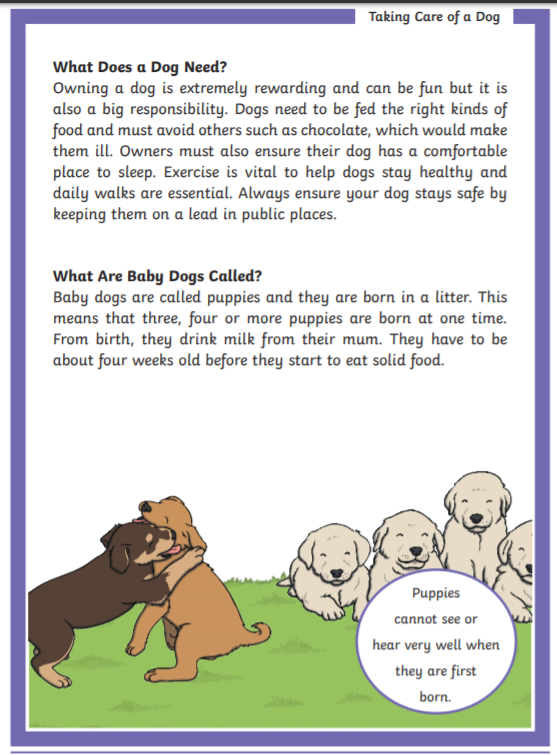 Taking Care of a Dog
What Does a Dog Need?
Owning a dog is extremely rewarding and can be fun but it is
also a big responsibility. Dogs need to be fed the right kinds of
food and must avoid others such as chocolate, which would make
them ill. Owners must also ensure their dog has a comfortable
place to sleep. Exercise is vital to help dogs stay healthy and
daily walks are essential. Always ensure your dog stays safe by
keeping them on a lead in public places.
What Are Baby Dogs Called?
Baby dogs are called puppies and they are born in a litter. This
means that three, four or more puppies are born at one time.
From birth, they drink milk from their mum. They have to be
about four weeks old before they start to eat solid food.
Puppies
cannot see or
hear very well when
they are first
born.